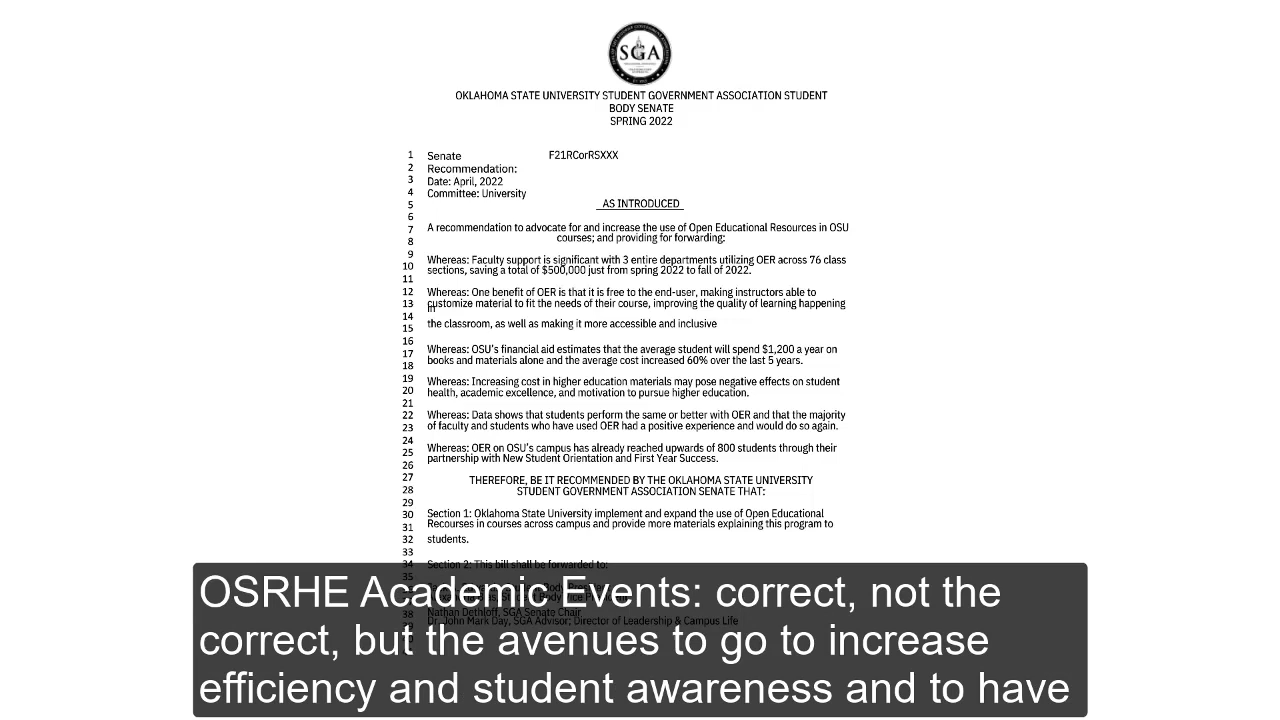 SGA
OKLAHOMA STATE UNIVERSITY STUDENT GOVERNMENT ASSOCIATION STUDENT
BODY SENATE
SPRING 2022
1 Senate F21RCorRSXXX
2 Recommendation:
3 Date: April, 2022
4 Committee: University
5 AS INTRODUCED
6
7 A recommendation to advocate for and increase the use of Open Educational Resources in OSU
8 courses; and providing for forwarding:
9 Whereas: Faculty support is significant with 3 entire departments utilizing OER across 76 class
10 sections, saving a total of $500,000 just from spring 2022 to fall of 2022.
11
12 Whereas: One benefit of OER is that it is free to the end-user, making instructors able to
13 customize material to fit the needs of their course, improving the quality of learning happening
in
14
15 the classroom, as well as making it more accessible and inclusive
16
17 Whereas: OSU's financial aid estimates that the average student will spend $1,200 a year on
18 books and materials alone and the average cost increased 60% over the last 5 years.
19 Whereas: Increasing cost in higher education materials may pose negative effects on student
20 health, academic excellence, and motivation to pursue higher education.
21
22 Whereas: Data shows that students perform the same or better with OER and that the majority
23 of faculty and students who have used OER had a positive experience and would do so again.
24
25 Whereas: OER on OSU's campus has already reached upwards of 800 students through their
26 partnership with New Student Orientation and First Year Success.
27 THEREFORE, BE IT RECOMMENDED BY THE OKLAHOMA STATE UNIVERSITY
28 STUDENT GOVERNMENT ASSOCIATION SENATE THAT:
29
30 Section 1: Oklahoma State University implement and expand the use of Open Educational
31 Recourses in courses across campus and provide more materials explaining this program to
32 students.
33
34 Section 2: This bill shall be forwarded to:
35
38 Nathan Dethloff, SGA Senate Chair
Dr. John Mark Day, SGA Advisor; Director of Leadership & Campus Life
OSRHE Academic Events: correct, not the
correct, but the avenues to go to increase
efficiency and student awareness and to have